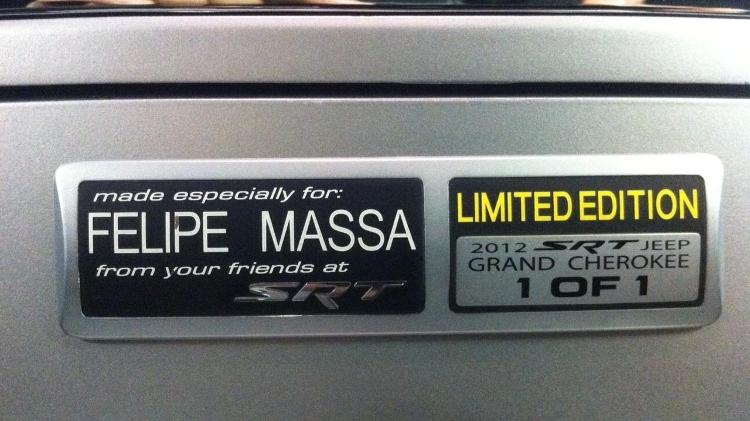 made especially for:
FELIPE MASSA
from your friends at
SRT
LIMITED EDITION
2012 SRT JEEP
GRAND CHEROKEE
1 OF 1